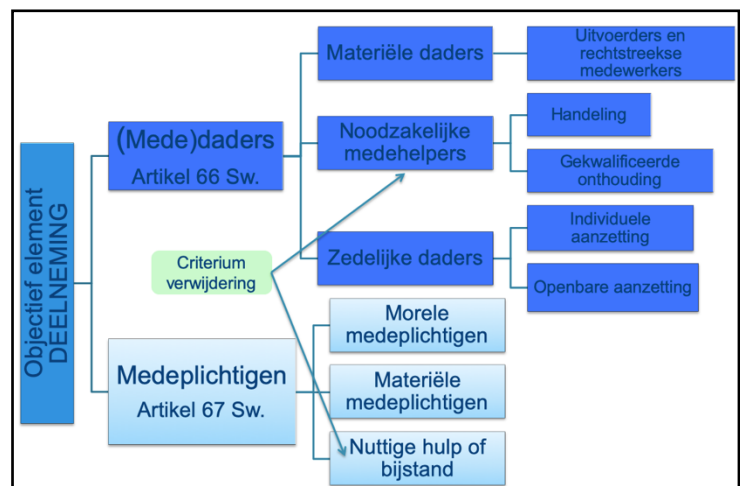 Objectief element
DEELNEMING
(Mede)daders
Artikel 66 Sw.
Materiële daders
Uitvoerders en
rechtstreekse
medewerkers
Noodzakelijke
medehelpers
Handeling
Gekwalificeerde
onthouding
Zedelijke daders
Individuele
aanzetting
Openbare aanzetting
Criterium
verwijdering
Medeplichtigen
Artikel 67 Sw.
Morele
medeplichtigen
Materiële
medeplichtigen
Nuttige hulp of
bijstand